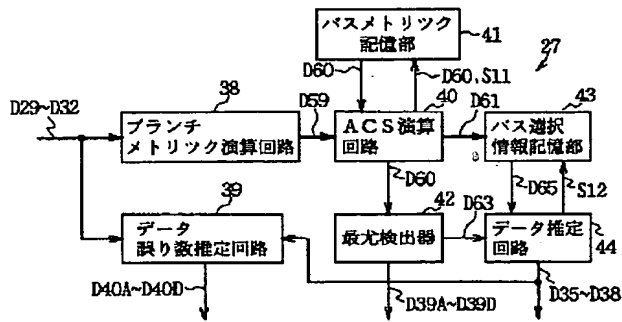 パスメトリツク
記憶部
41
27
D60
D60,S11
D29~D32
38
D59
40
D61
43
ブランチ
メトリック演算回路
ACS演算
回路
パス選択
情報記憶部
D60
D65
S12
39
42
D63
データ
誤り数推定回路
最尤検出器
データ推定
回路
44
D40A~D40D
D39A~D39D
D35~D38